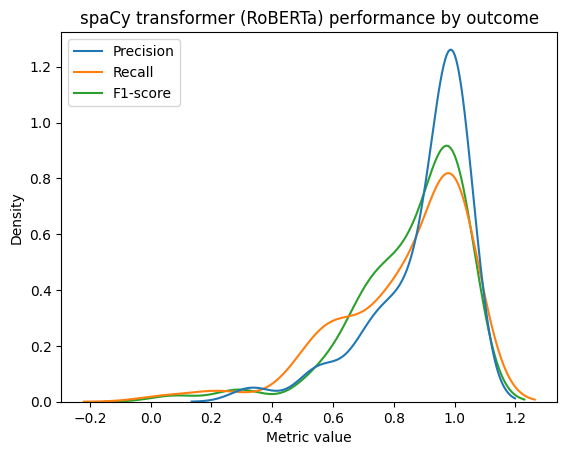 spaCy transformer (RoBERTa) performance by outcome
Precision
Recall
F1-score
Density
1.2
1.0
0.8
0.6
0.4
0.2
0.0
−0.2 0.0 0.2 0.4 0.6 0.8 1.0 1.2
Metric value